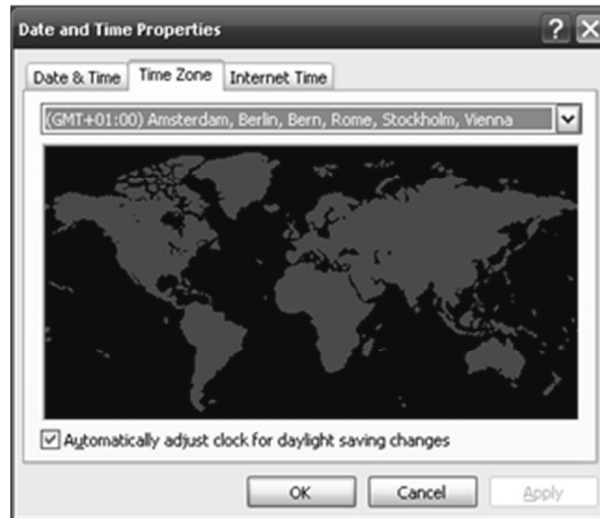 Date and Time Properties
Date & Time Time Zone Internet Time
(GMT+01:00) Amsterdam, Berlin, Bern, Rome, Stockholm, Vienna
Automatically adjust clock for daylight saving changes
OK Cancel Apply